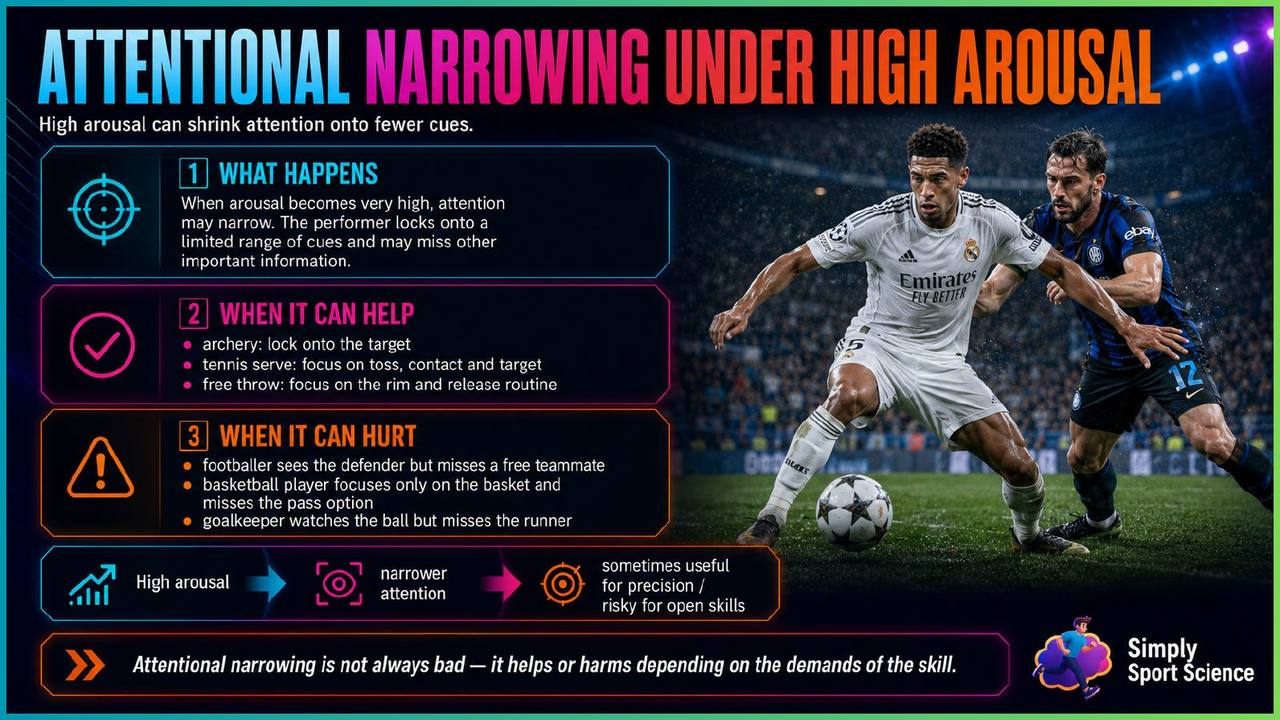 ATTENTIONAL NARROWING UNDER HIGH AROUSAL
High arousal can shrink attention onto fewer cues.
1 WHAT HAPPENS
When arousal becomes very high, attention
may narrow. The performer locks onto a
limited range of cues and may miss other
important information.
2 WHEN IT CAN HELP
• archery: lock onto the target
• tennis serve: focus on toss, contact and target
• free throw: focus on the rim and release routine
3 WHEN IT CAN HURT
• footballer sees the defender but misses a free teammate
• basketball player focuses only on the basket and
misses the pass option
• goalkeeper watches the ball but misses the runner
Emirates
FLY BETTER
5
ebay
12
High arousal
narrower
attention
sometimes useful
for precision /
risky for open skills
Attentional narrowing is not always bad — it helps or harms depending on the demands of the skill.
Simply
Sport Science